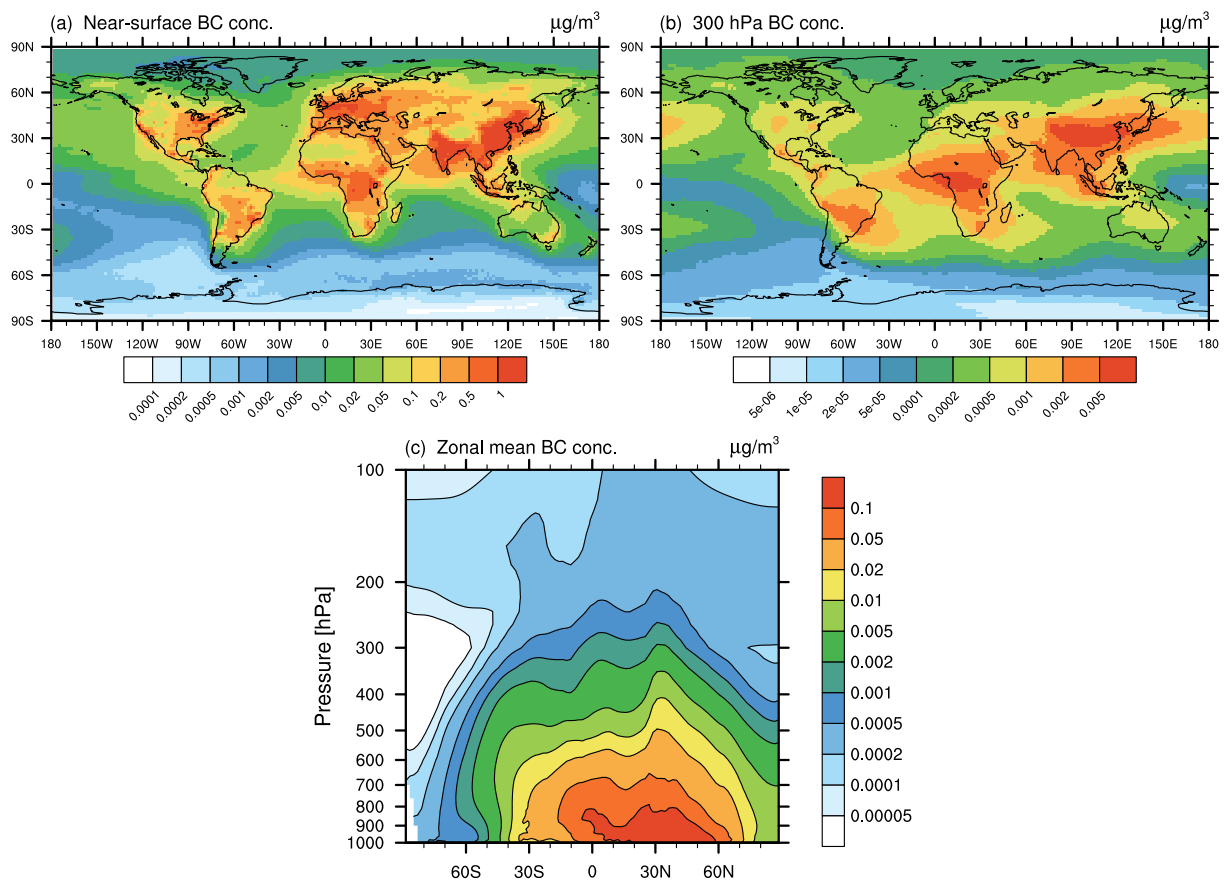 (a) Near-surface BC conc. μg/m³
(b) 300 hPa BC conc. μg/m³
90N
60N
30N
0
30S
60S
90S
180 150W 120W 90W 60W 30W 0 30E 60E 90E 120E 150E 180
90N
60N
30N
0
30S
60S
90S
180 150W 120W 90W 60W 30W 0 30E 60E 90E 120E 150E 180
0.0001 0.0002 0.0005 0.001 0.002 0.005 0.01 0.02 0.05 0.1 0.2 0.5 1
5e-06 1e-05 2e-05 5e-05 0.0001 0.0002 0.0005 0.001 0.002 0.005
(c) Zonal mean BC conc. μg/m³
Pressure [hPa]
100
200
300
400
500
600
700
800
900
1000
60S 30S 0 30N 60N
0.1
0.05
0.02
0.01
0.005
0.002
0.001
0.0005
0.0002
0.0001
0.00005